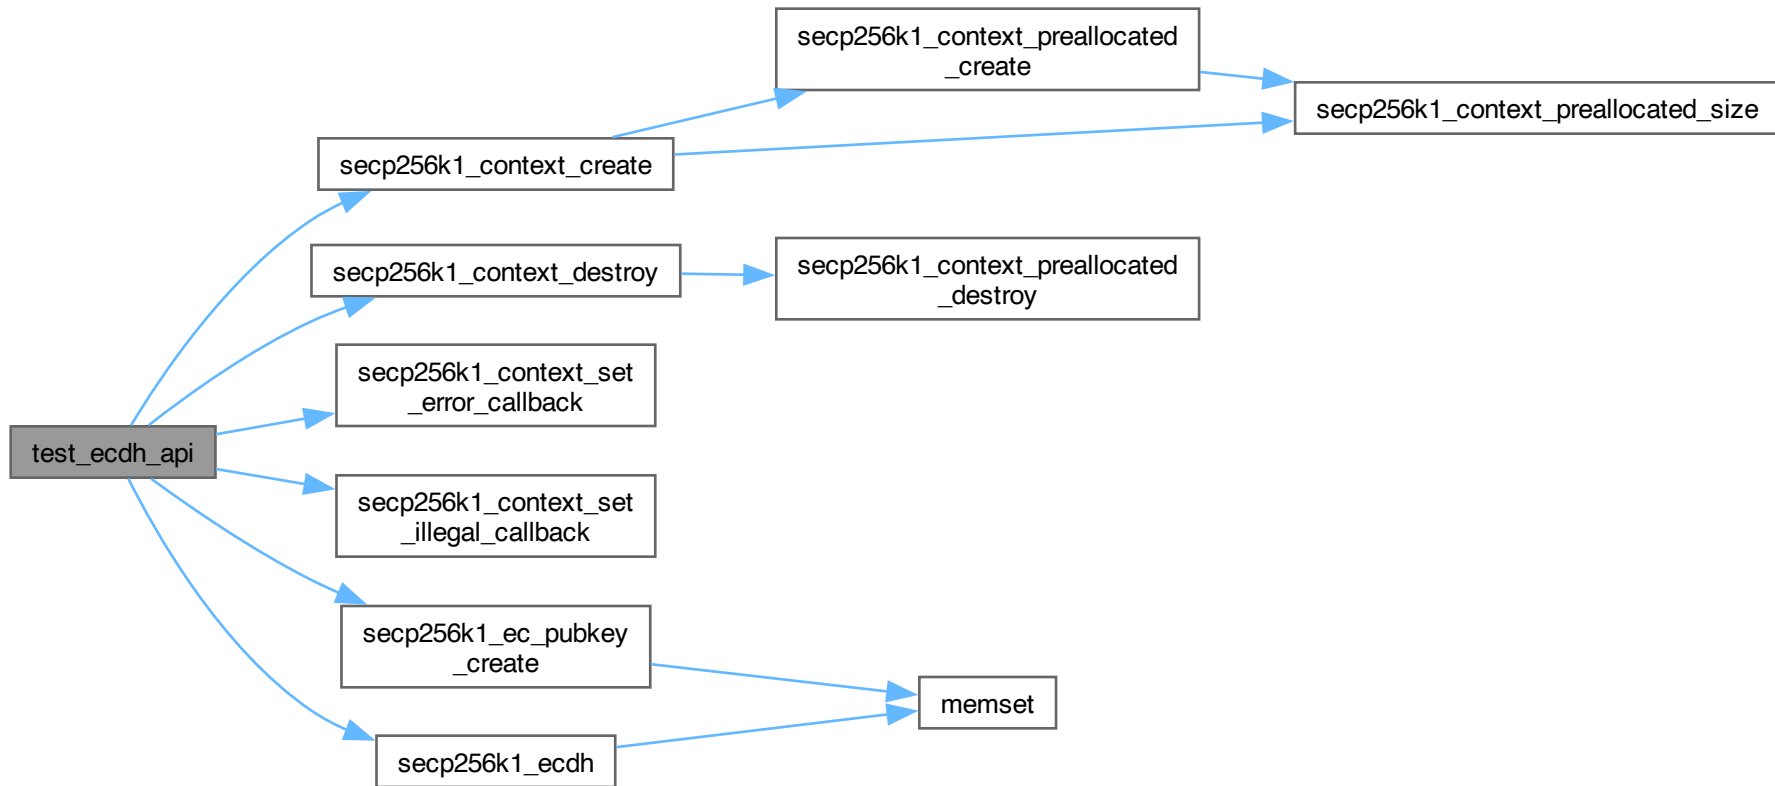 test_ecdh_api
secp256k1_context_create
secp256k1_context_preallocated
_create
secp256k1_context_preallocated_size
secp256k1_context_destroy
secp256k1_context_preallocated
_destroy
secp256k1_context_set
_error_callback
secp256k1_context_set
_illegal_callback
secp256k1_ec_pubkey
_create
memset
secp256k1_ecdh